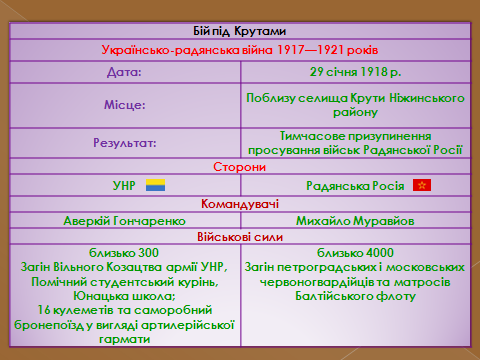 Бій під Крутами
Українсько-радянська війна 1917—1921 років
Дата:
29 січня 1918 р.
Місце:
Поблизу селища Крути Ніжинського
району
Результат:
Тимчасове призупинення
просування військ Радянської Росії
Сторони
УНР
Радянська Росія
Командувачі
Аверкій Гончаренко
Михайло Муравйов
Військові сили
близько 300
Загін Вільного Козацтва армії УНР,
Помічний студентський курінь,
Юнацька школа;
16 кулеметів та саморобний
бронепоїзд у вигляді артилерійської
гармати
близько 4000
Загін петроградських і московських
червоногвардійців та матросів
Балтійського флоту